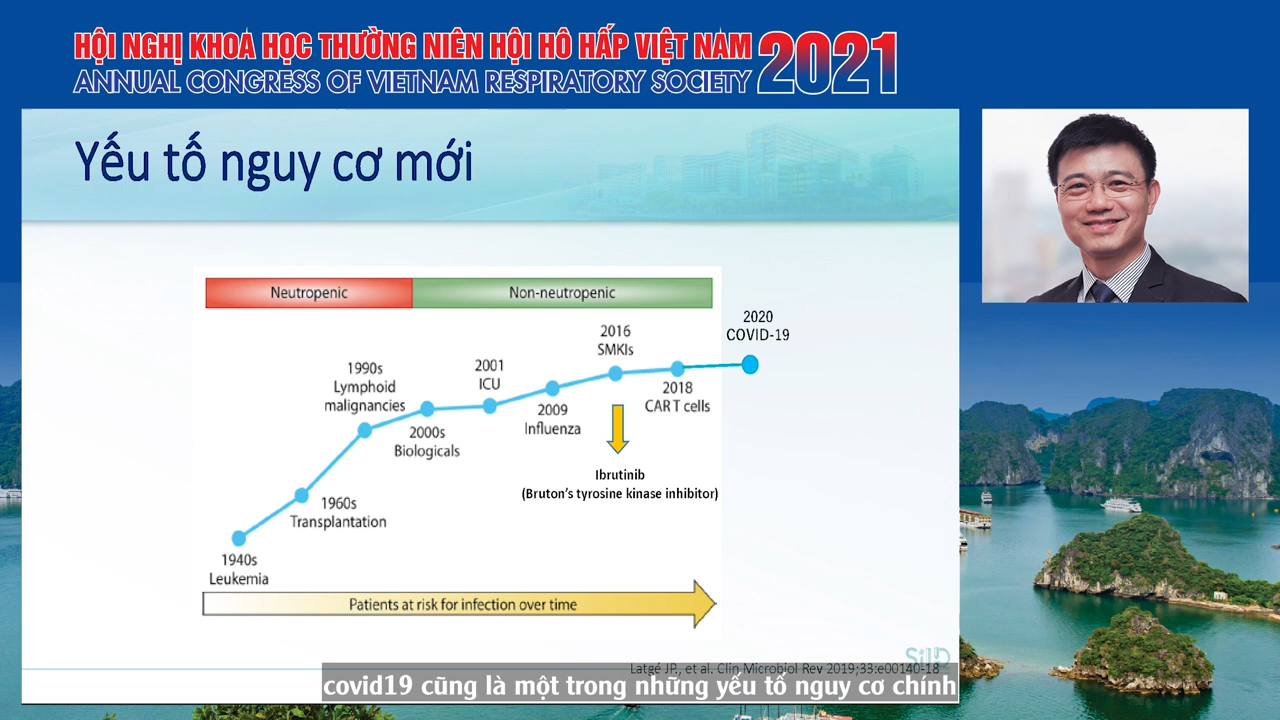 HỘI NGHỊ KHOA HỌC THƯỜNG NIÊN HỘI HÔ HẤP VIỆT NAM
ANNUAL CONGRESS OF VIETNAM RESPIRATORY SOCIETY
2021
Yếu tố nguy cơ mới
Neutropenic
Non-neutropenic
2020
COVID-19
2016
SMKIs
2001
ICU
1990s
Lymphoid
malignancies
2018
CAR T cells
2009
Influenza
2000s
Biologicals
Ibrutinib
(Bruton's tyrosine kinase inhibitor)
1960s
Transplantation
1940s
Leukemia
Patients at risk for infection over time
Latgé JP., et al. Clin Microbiol Rev 2019;33:e00140-18
covid19 cũng là một trong những yếu tố nguy cơ chính